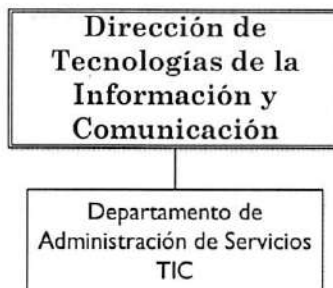 Dirección de
Tecnologías de la
Información y
Comunicación
Departamento de
Administración de Servicios
TIC